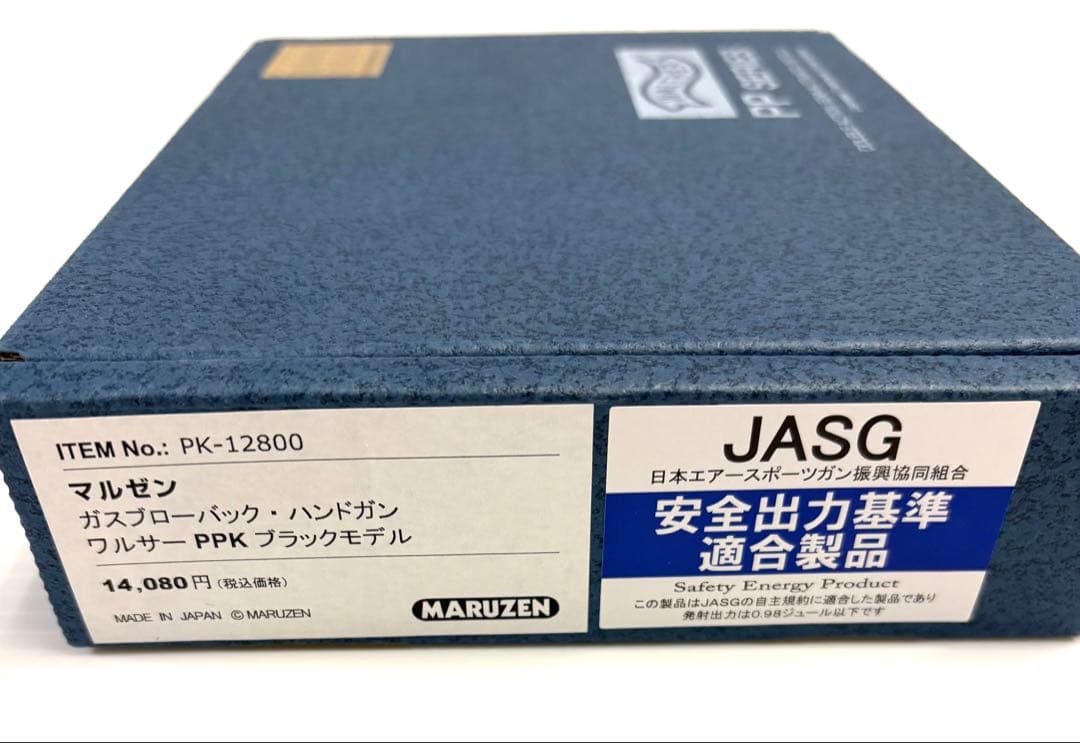 PP SERIES
ITEM No.: PK-12800
マルゼン
ガスブローバック・ハンドガン
ワルサー PPK ブラックモデル
14,080円(税込価格)
MADE IN JAPAN ©MARUZEN
MARUZEN
JASG
日本エアースポーツガン振興協同組合
安全出力基準
適合製品
Safety Energy Product
この製品はJASGの自主規約に適合した製品であり
発射出力は0.98ジュール以下です